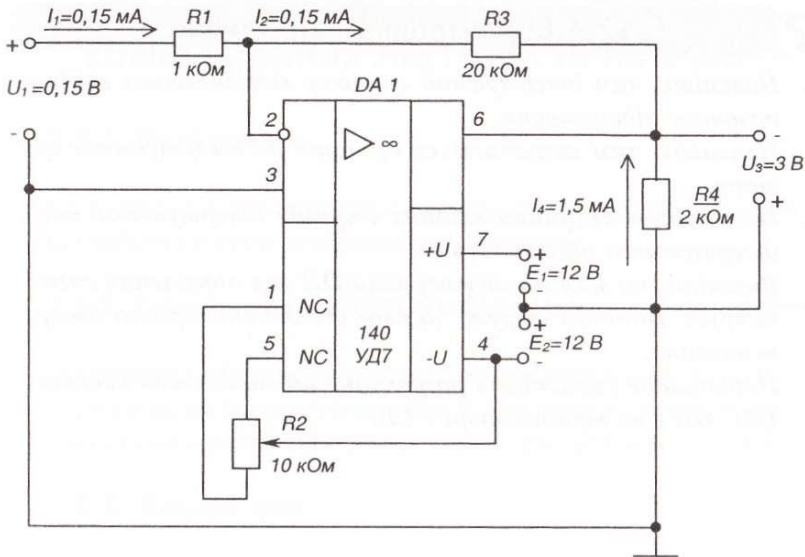 I₁=0,15 мА
R1
1 кОм
I₂=0,15 мА
R3
20 кОм
+
U₁=0,15 В
-
DA 1
2
▷ ∞
3
6
-
U₃=3 В
+
I₄=1,5 мА
R4
2 кОм
+U
7
+
E₁=12 В
-
+
E₂=12 В
-
1
NC
5
NC
140
УД7
-U
4
R2
10 кОм